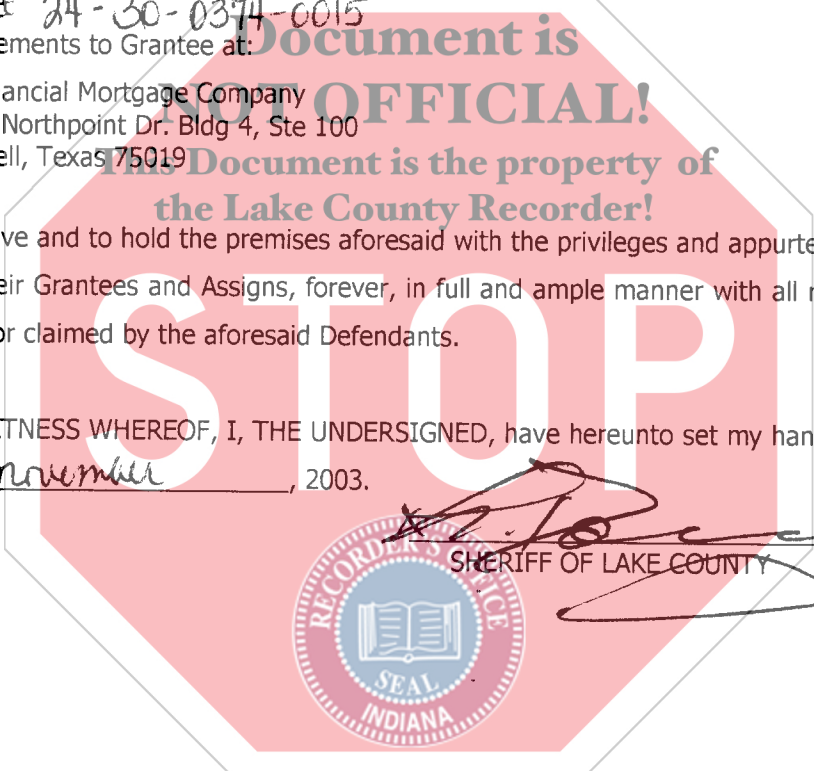 24-30-0374-0015
ements to Grantee at:
ancial Mortgage Company
Northpoint Dr. Bldg 4, Ste 100
ell, Texas 75019
Document is
NOT OFFICIAL!
This Document is the property of
the Lake County Recorder!
ve and to hold the premises aforesaid with the privileges and appurte
eir Grantees and Assigns, forever, in full and ample manner with all
or claimed by the aforesaid Defendants.
STOP
TNESS WHEREOF, I, THE UNDERSIGNED, have hereunto set my han
november, 2003.
SHERIFF OF LAKE COUNTY
RECORDER'S OFFICE
SEAL
INDIANA